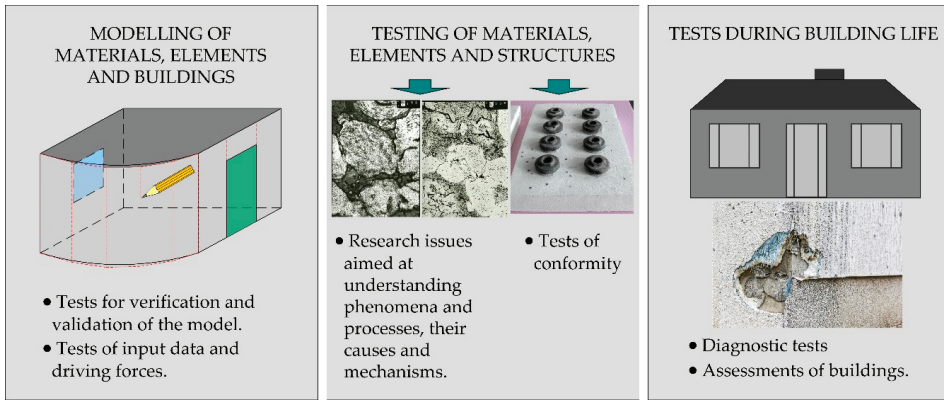 MODELLING OF
MATERIALS, ELEMENTS
AND BUILDINGS
• Tests for verification and
validation of the model.
• Tests of input data and
driving forces.
TESTING OF MATERIALS,
ELEMENTS AND STRUCTURES
• Research issues
aimed at
understanding
phenomena and
processes, their
causes and
mechanisms.
• Tests of
conformity
TESTS DURING BUILDING LIFE
• Diagnostic tests
• Assessments of buildings.